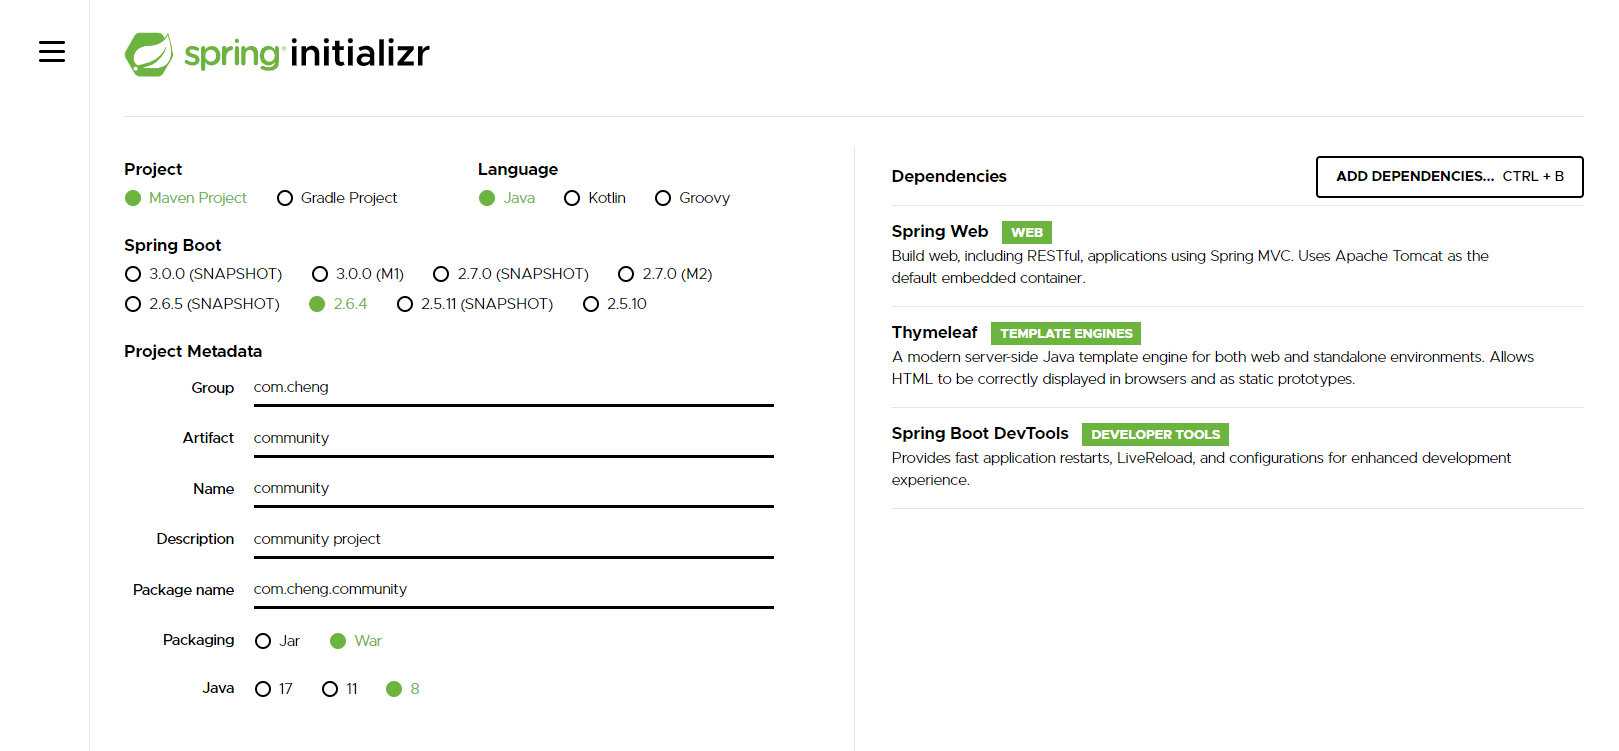 spring initializr
Project
Maven Project Gradle Project
Language
Java Kotlin Groovy
Spring Boot
3.0.0 (SNAPSHOT) 3.0.0 (M1) 2.7.0 (SNAPSHOT) 2.7.0 (M2)
2.6.5 (SNAPSHOT) 2.6.4 2.5.11 (SNAPSHOT) 2.5.10
Project Metadata
Group com.cheng
Artifact community
Name community
Description community project
Package name com.cheng.community
Packaging Jar War
Java 17 11 8
Dependencies
ADD DEPENDENCIES... CTRL + B
Spring Web WEB
Build web, including RESTful, applications using Spring MVC. Uses Apache Tomcat as the
default embedded container.
Thymeleaf TEMPLATE ENGINES
A modern server-side Java template engine for both web and standalone environments. Allows
HTML to be correctly displayed in browsers and as static prototypes.
Spring Boot DevTools DEVELOPER TOOLS
Provides fast application restarts, LiveReload, and configurations for enhanced development
experience.